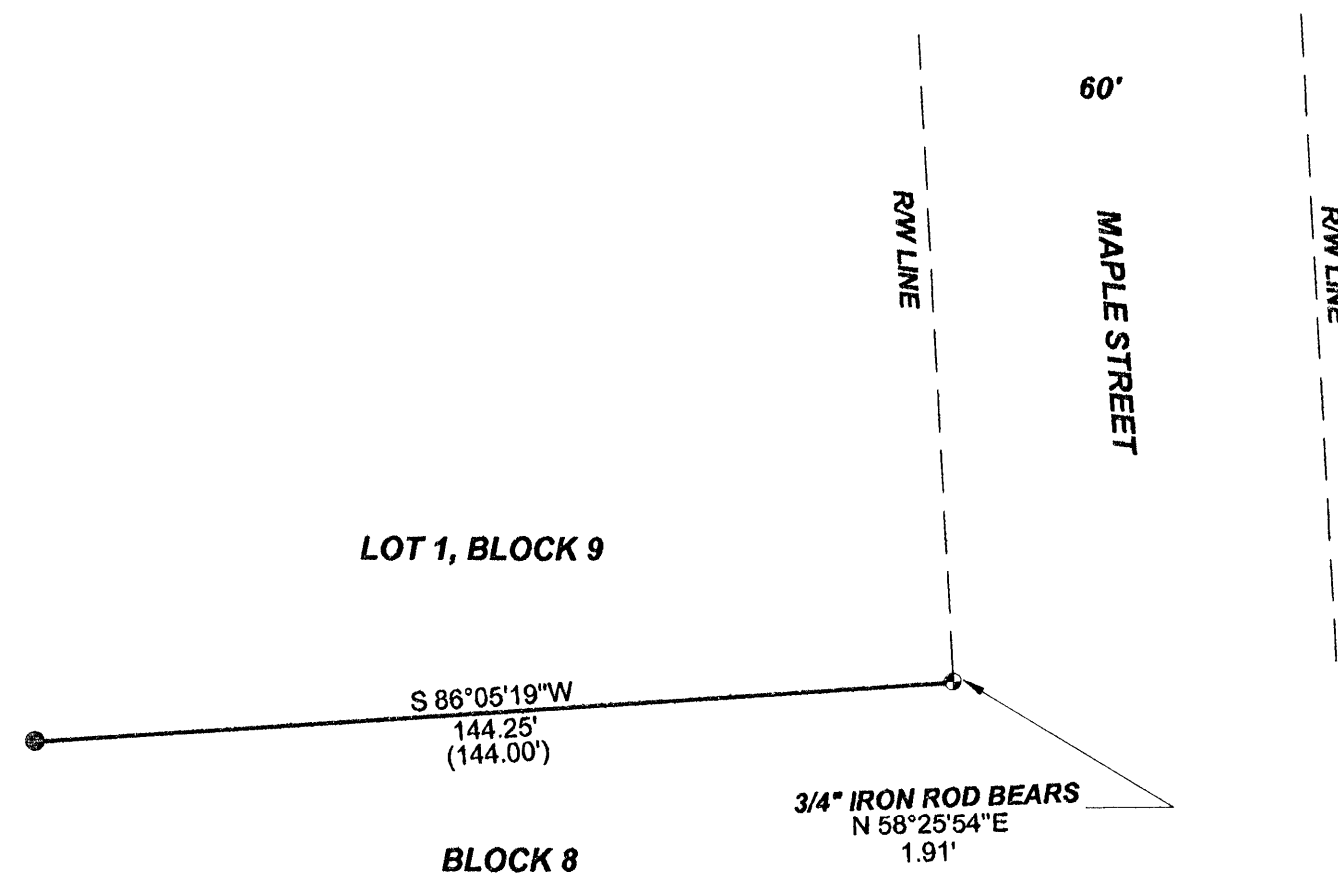 60'
R/W LINE
MAPLE STREET
R/W LINE
LOT 1, BLOCK 9
S 86°05'19"W
144.25'
(144.00')
3/4" IRON ROD BEARS
N 58°25'54"E
1.91'
BLOCK 8